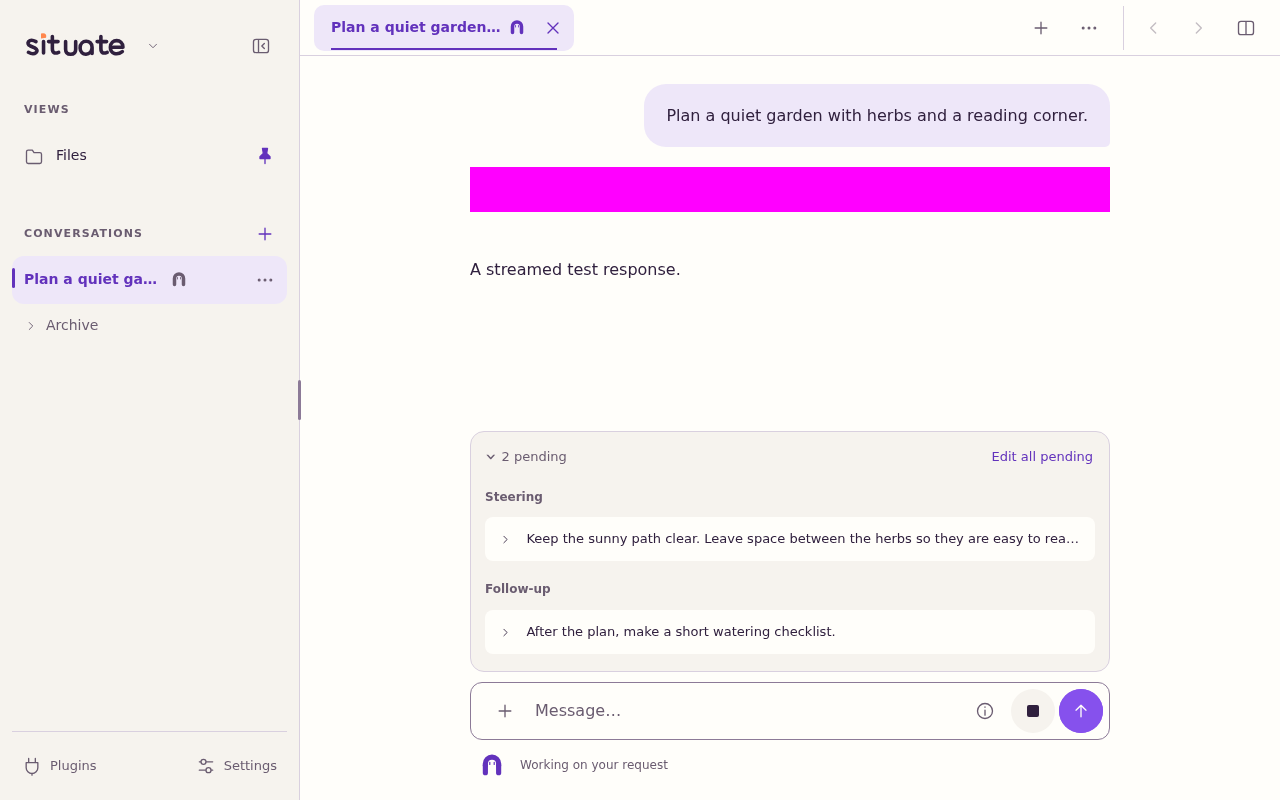 situate
VIEWS
Files
CONVERSATIONS
Plan a quiet ga...
Archive
Plugins
Settings
Plan a quiet garden...
Plan a quiet garden with herbs and a reading corner.
A streamed test response.
2 pending
Edit all pending
Steering
Keep the sunny path clear. Leave space between the herbs so they are easy to rea...
Follow-up
After the plan, make a short watering checklist.
Message...
Working on your request